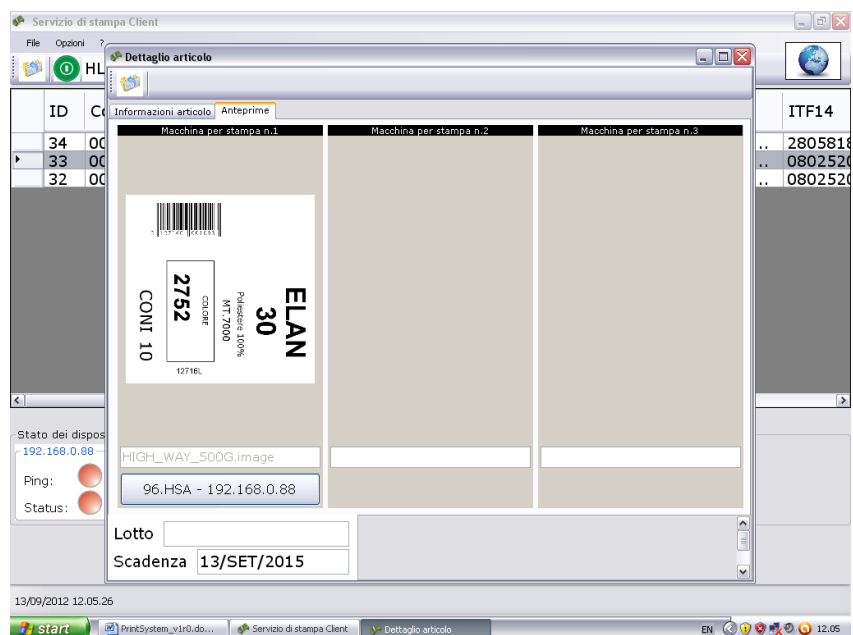 Servizio di stampa Client
File Opzioni ?
HL
Dettaglio articolo
Informazioni articolo Anteprime
ID
ITF14
34 00 .. 2805818
33 00 .. 0802520
32 00 .. 0802520
Macchina per stampa n.1
Macchina per stampa n.2
Macchina per stampa n.3
ELAN
30
Poliestere 100%
MT.7000
COLORE
2752
CONI 10
12718L
HIGH_WAY_500G.image
96.HSA - 192.168.0.88
Lotto
Scadenza 13/SET/2015
Stato dei dispos
192.168.0.88
Ping:
Status:
13/09/2012 12.05.26
start
PrintSystem_v1r0.do...
Servizio di stampa Client
Dettaglio articolo
EN
12.05